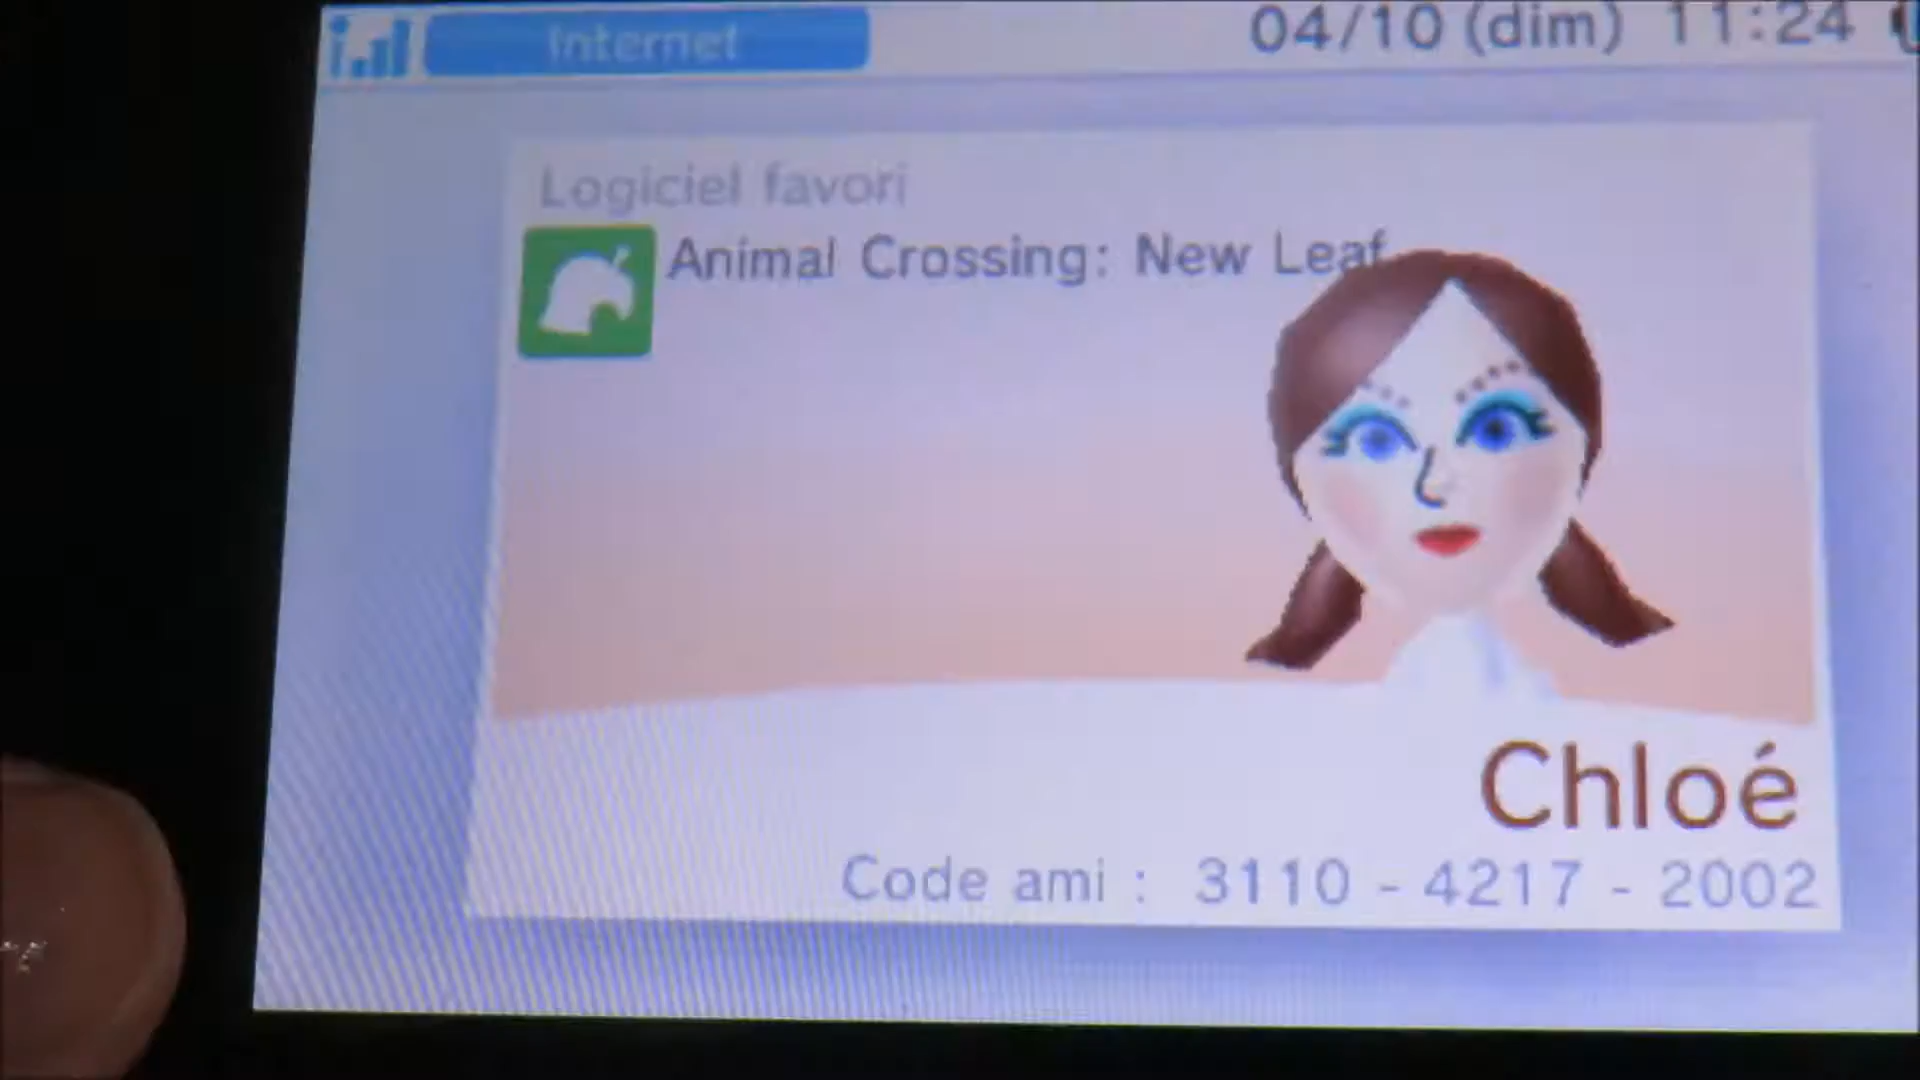 Internet 04/10 (dim) 11:24
Logiciel favori
Animal Crossing: New Leaf
Chloé
Code ami : 3110 - 4217 - 2002